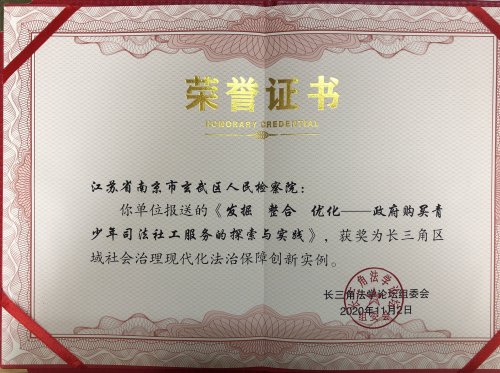 荣誉证书
HONORARY CREDENTIAL
江苏省南京市玄武区人民检察院：
你单位报送的《发掘 整合 优化——政府购买青
少年司法社工服务的探索与实践》，获奖为长三角区
域社会治理现代化法治保障创新实例。
长三角法学论坛组委会
2020年11月2日